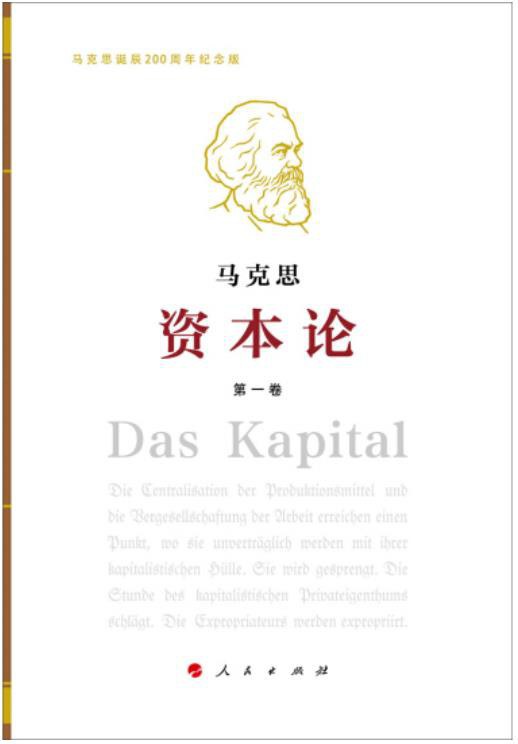 马克思诞辰200周年纪念版
马克思
资本论
第一卷
Das Kapital
Die Centralisation der Produktionsmittel und
die Vergesellschaftung der Arbeit erreichen einen
Punkt, wo sie unverträglich werden mit ihrer
kapitalistischen Hülle. Sie wird gesprengt. Die
Stunde des kapitalistischen Privateigenthums
schlägt. Die Expropriateurs werden expropriirt.
人民出版社